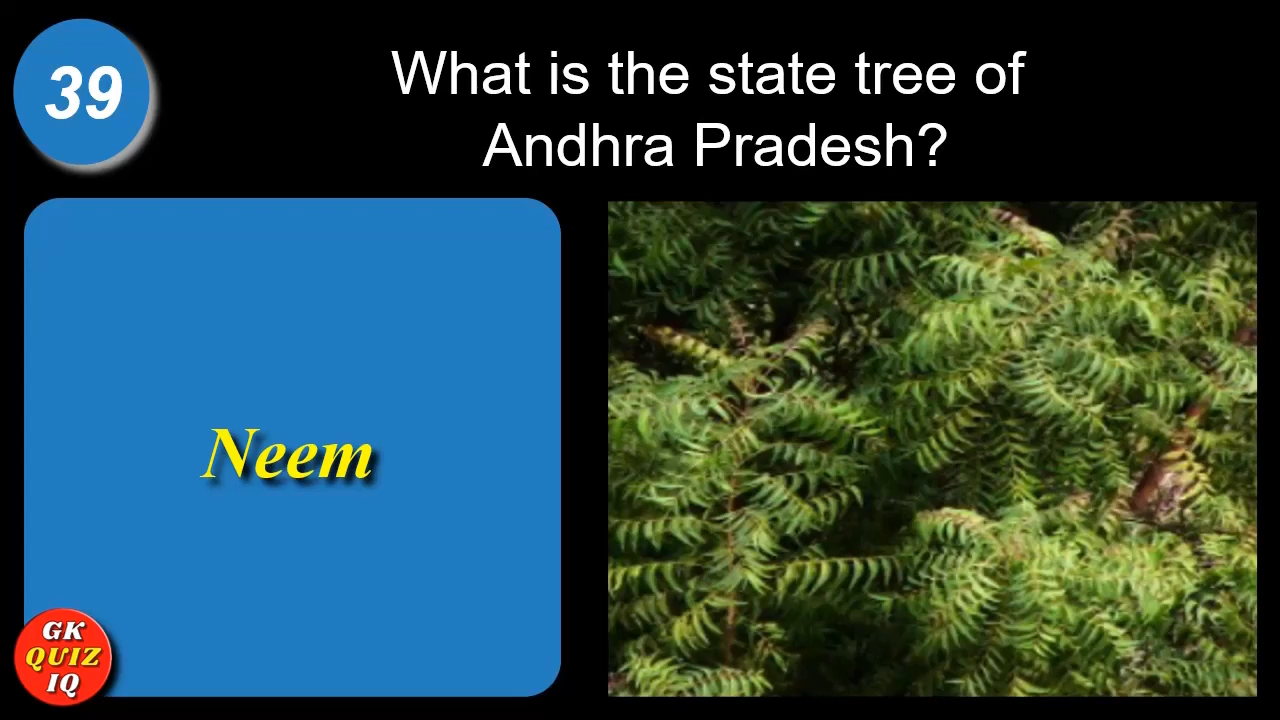 39
What is the state tree of
Andhra Pradesh?
Neem
GK
QUIZ
IQ